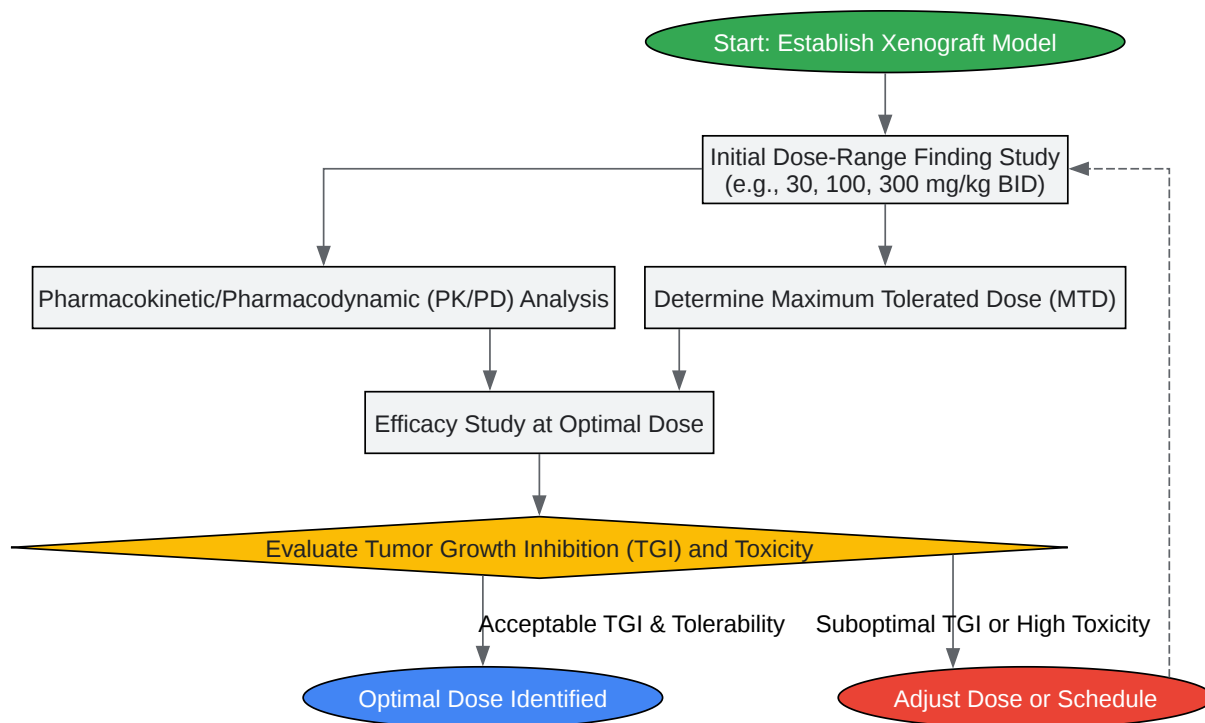 Start: Establish Xenograft Model
Initial Dose-Range Finding Study
(e.g., 30, 100, 300 mg/kg BID)
Pharmacokinetic/Pharmacodynamic (PK/PD) Analysis
Determine Maximum Tolerated Dose (MTD)
Efficacy Study at Optimal Dose
Evaluate Tumor Growth Inhibition (TGI) and Toxicity
Acceptable TGI & Tolerability
Suboptimal TGI or High Toxicity
Optimal Dose Identified
Adjust Dose or Schedule